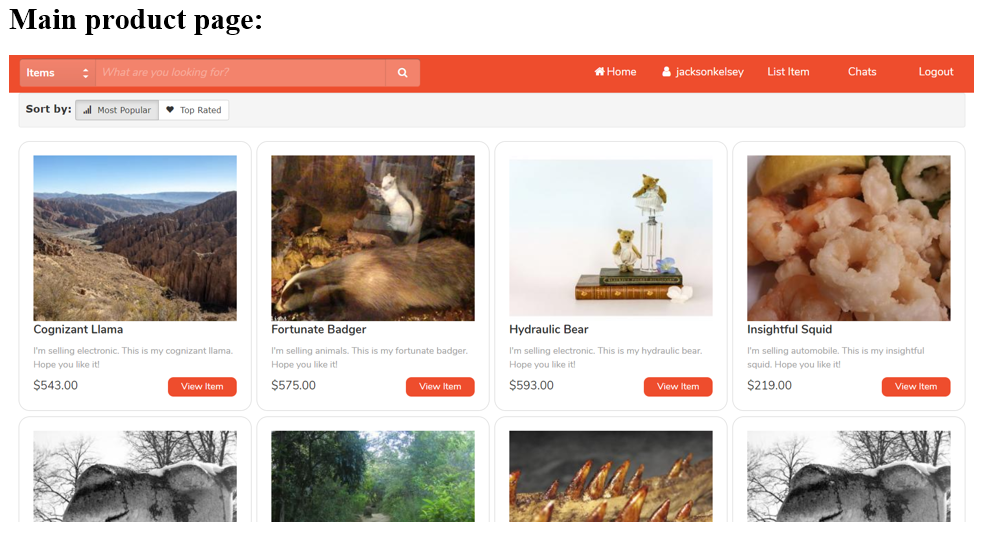 Main product page:
Items What are you looking for? Home jacksonkelsey List Item Chats Logout
Sort by: Most Popular Top Rated
Cognizant Llama
I'm selling electronic. This is my cognizant llama.
Hope you like it!
$543.00 View Item
Fortunate Badger
I'm selling animals. This is my fortunate badger.
Hope you like it!
$575.00 View Item
Hydraulic Bear
I'm selling electronic. This is my hydraulic bear.
Hope you like it!
$593.00 View Item
Insightful Squid
I'm selling automobile. This is my insightful
squid. Hope you like it!
$219.00 View Item